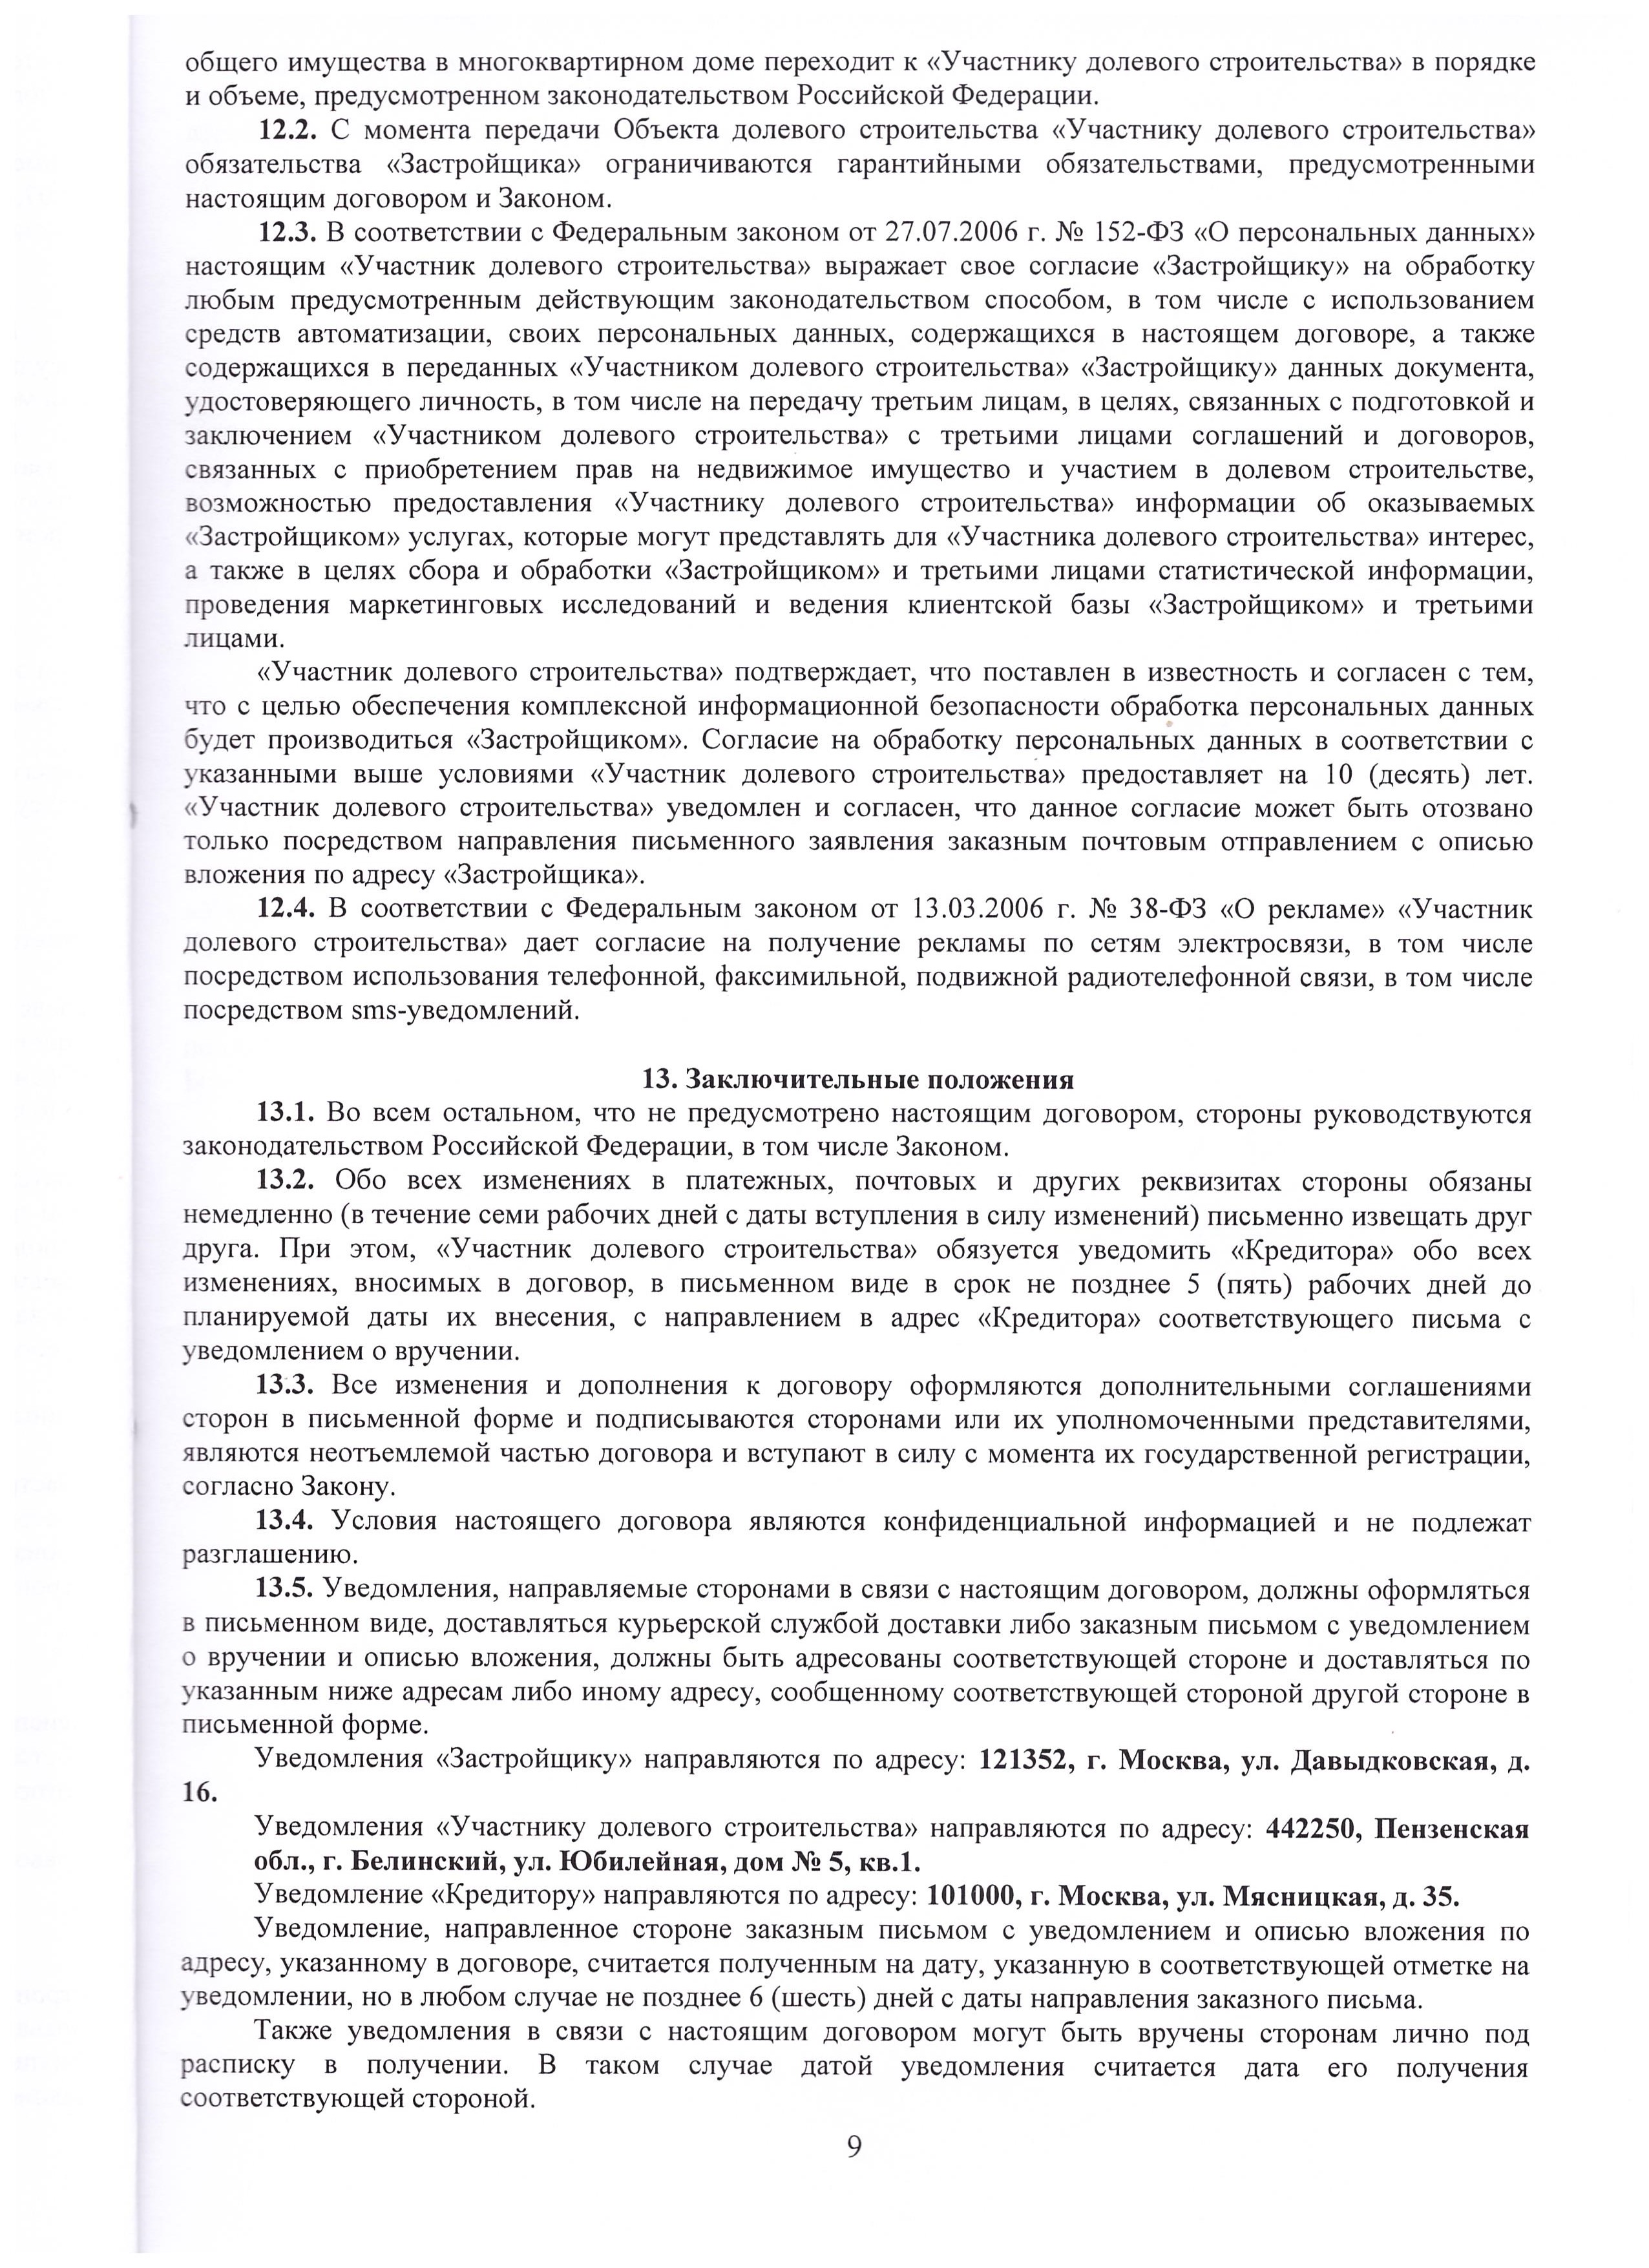 общего имущества в многоквартирном доме переходит к «Участнику долевого строительства» в порядке
и объеме, предусмотренном законодательством Российской Федерации.
12.2. С момента передачи Объекта долевого строительства «Участнику долевого строительства»
обязательства «Застройщика» ограничиваются гарантийными обязательствами, предусмотренными
настоящим договором и Законом.
12.3. В соответствии с Федеральным законом от 27.07.2006 г. № 152-ФЗ «О персональных данных»
настоящим «Участник долевого строительства» выражает свое согласие «Застройщику» на обработку
любым предусмотренным действующим законодательством способом, в том числе с использованием
средств автоматизации, своих персональных данных, содержащихся в настоящем договоре, а также
содержащихся в переданных «Участником долевого строительства» «Застройщику» данных документа,
удостоверяющего личность, в том числе на передачу третьим лицам, в целях, связанных с подготовкой и
заключением «Участником долевого строительства» с третьими лицами соглашений и договоров,
связанных с приобретением прав на недвижимое имущество и участием в долевом строительстве,
возможностью предоставления «Участнику долевого строительства» информации об оказываемых
«Застройщиком» услугах, которые могут представлять для «Участника долевого строительства» интерес,
а также в целях сбора и обработки «Застройщиком» и третьими лицами статистической информации,
проведения маркетинговых исследований и ведения клиентской базы «Застройщиком» и третьими
лицами.
«Участник долевого строительства» подтверждает, что поставлен в известность и согласен с тем,
что с целью обеспечения комплексной информационной безопасности обработка персональных данных
будет производиться «Застройщиком». Согласие на обработку персональных данных в соответствии с
указанными выше условиями «Участник долевого строительства» предоставляет на 10 (десять) лет.
«Участник долевого строительства» уведомлен и согласен, что данное согласие может быть отозвано
только посредством направления письменного заявления заказным почтовым отправлением с описью
вложения по адресу «Застройщика».
12.4. В соответствии с Федеральным законом от 13.03.2006 г. № 38-ФЗ «О рекламе» «Участник
долевого строительства» дает согласие на получение рекламы по сетям электросвязи, в том числе
посредством использования телефонной, факсимильной, подвижной радиотелефонной связи, в том числе
посредством sms-уведомлений.
13. Заключительные положения
13.1. Во всем остальном, что не предусмотрено настоящим договором, стороны руководствуются
законодательством Российской Федерации, в том числе Законом.
13.2. Обо всех изменениях в платежных, почтовых и других реквизитах стороны обязаны
немедленно (в течение семи рабочих дней с даты вступления в силу изменений) письменно извещать друг
друга. При этом, «Участник долевого строительства» обязуется уведомить «Кредитора» обо всех
изменениях, вносимых в договор, в письменном виде в срок не позднее 5 (пять) рабочих дней до
планируемой даты их внесения, с направлением в адрес «Кредитора» соответствующего письма с
уведомлением о вручении.
13.3. Все изменения и дополнения к договору оформляются дополнительными соглашениями
сторон в письменной форме и подписываются сторонами или их уполномоченными представителями,
являются неотъемлемой частью договора и вступают в силу с момента их государственной регистрации,
согласно Закону.
13.4. Условия настоящего договора являются конфиденциальной информацией и не подлежат
разглашению.
13.5. Уведомления, направляемые сторонами в связи с настоящим договором, должны оформляться
в письменном виде, доставляться курьерской службой доставки либо заказным письмом с уведомлением
о вручении и описью вложения, должны быть адресованы соответствующей стороне и доставляться по
указанным ниже адресам либо иному адресу, сообщенному соответствующей стороной другой стороне в
письменной форме.
Уведомления «Застройщику» направляются по адресу: 121352, г. Москва, ул. Давыдковская, д.
16.
Уведомления «Участнику долевого строительства» направляются по адресу: 442250, Пензенская
обл., г. Белинский, ул. Юбилейная, дом № 5, кв.1.
Уведомление «Кредитору» направляются по адресу: 101000, г. Москва, ул. Мясницкая, д. 35.
Уведомление, направленное стороне заказным письмом с уведомлением и описью вложения по
адресу, указанному в договоре, считается полученным на дату, указанную в соответствующей отметке на
уведомлении, но в любом случае не позднее 6 (шесть) дней с даты направления заказного письма.
Также уведомления в связи с настоящим договором могут быть вручены сторонам лично под
расписку в получении. В таком случае датой уведомления считается дата его получения
соответствующей стороной.
9